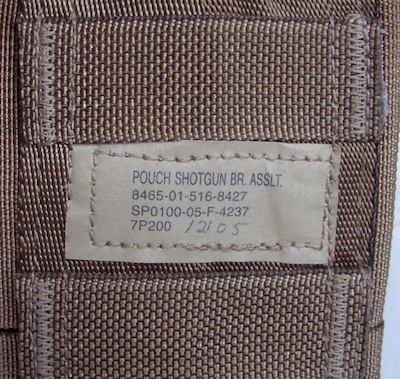 POUCH SHOTGUN BR. ASSLT.
8465-01-516-8427
SP0100-05-F-4237
7P200 12105